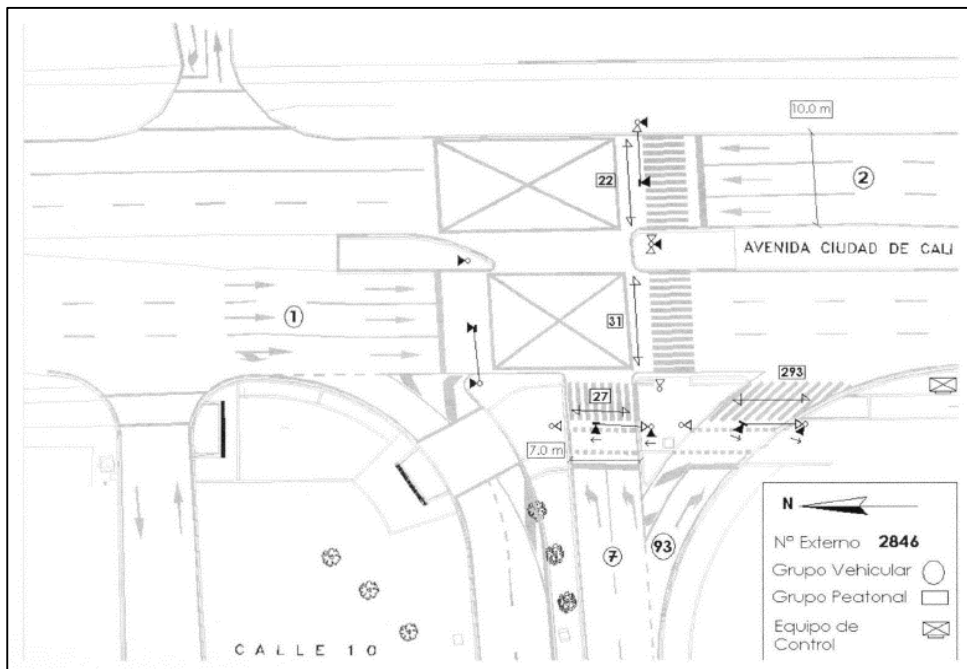 10.0 m
22
2
AVENIDA CIUDAD DE CALI
1
31
293
27
7.0 m
7
93
N
Nº Externo 2846
Grupo Vehicular
Grupo Peatonal
Equipo de
Control
CALLE 10